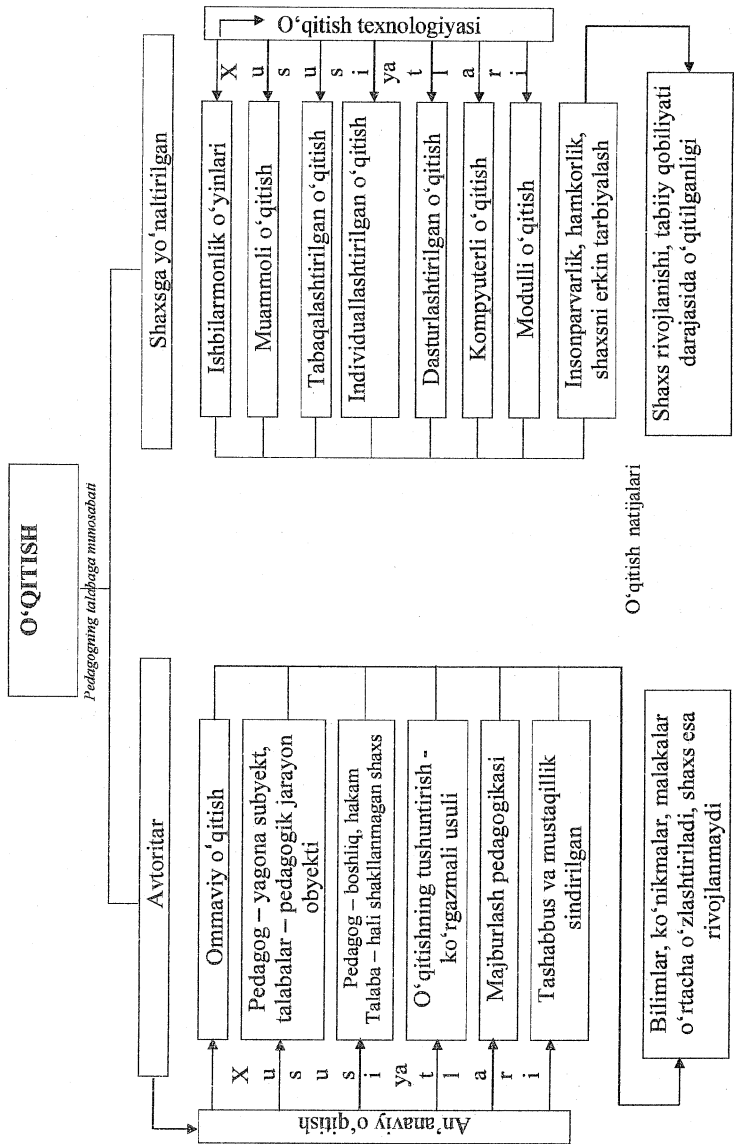 O‘QITISH
Pedagogning talabaga munosabati
Avtoritar
An’anaviy o‘qitish
X u s u s i ya t l a r i
Ommaviy o‘qitish
Pedagog – yagona subyekt,
talabalar – pedagogik jarayon
obyekti
Pedagog – boshliq, hakam
Talaba – hali shakllanmagan shaxs
O‘qitishning tushuntirish -
ko‘rgazmali usuli
Majburlash pedagogikasi
Tashabbus va mustaqillik
sindirilgan
Bilimlar, ko‘nikmalar, malakalar
o‘rtacha o‘zlashtiriladi, shaxs esa
rivojlanmaydi
O‘qitish natijalari
Shaxsga yo‘naltirilgan
O‘qitish texnologiyasi
X u s u s i ya t l a r i
Ishbilarmonlik o‘yinlari
Muammoli o‘qitish
Tabaqalashtirilgan o‘qitish
Individuallashtirilgan o‘qitish
Dasturlashtirilgan o‘qitish
Kompyuterli o‘qitish
Modulli o‘qitish
Insonparvarlik, hamkorlik,
shaxsni erkin tarbiyalash
Shaxs rivojlanishi, tabiiy qobiliyati
darajasida o‘qitilganligi